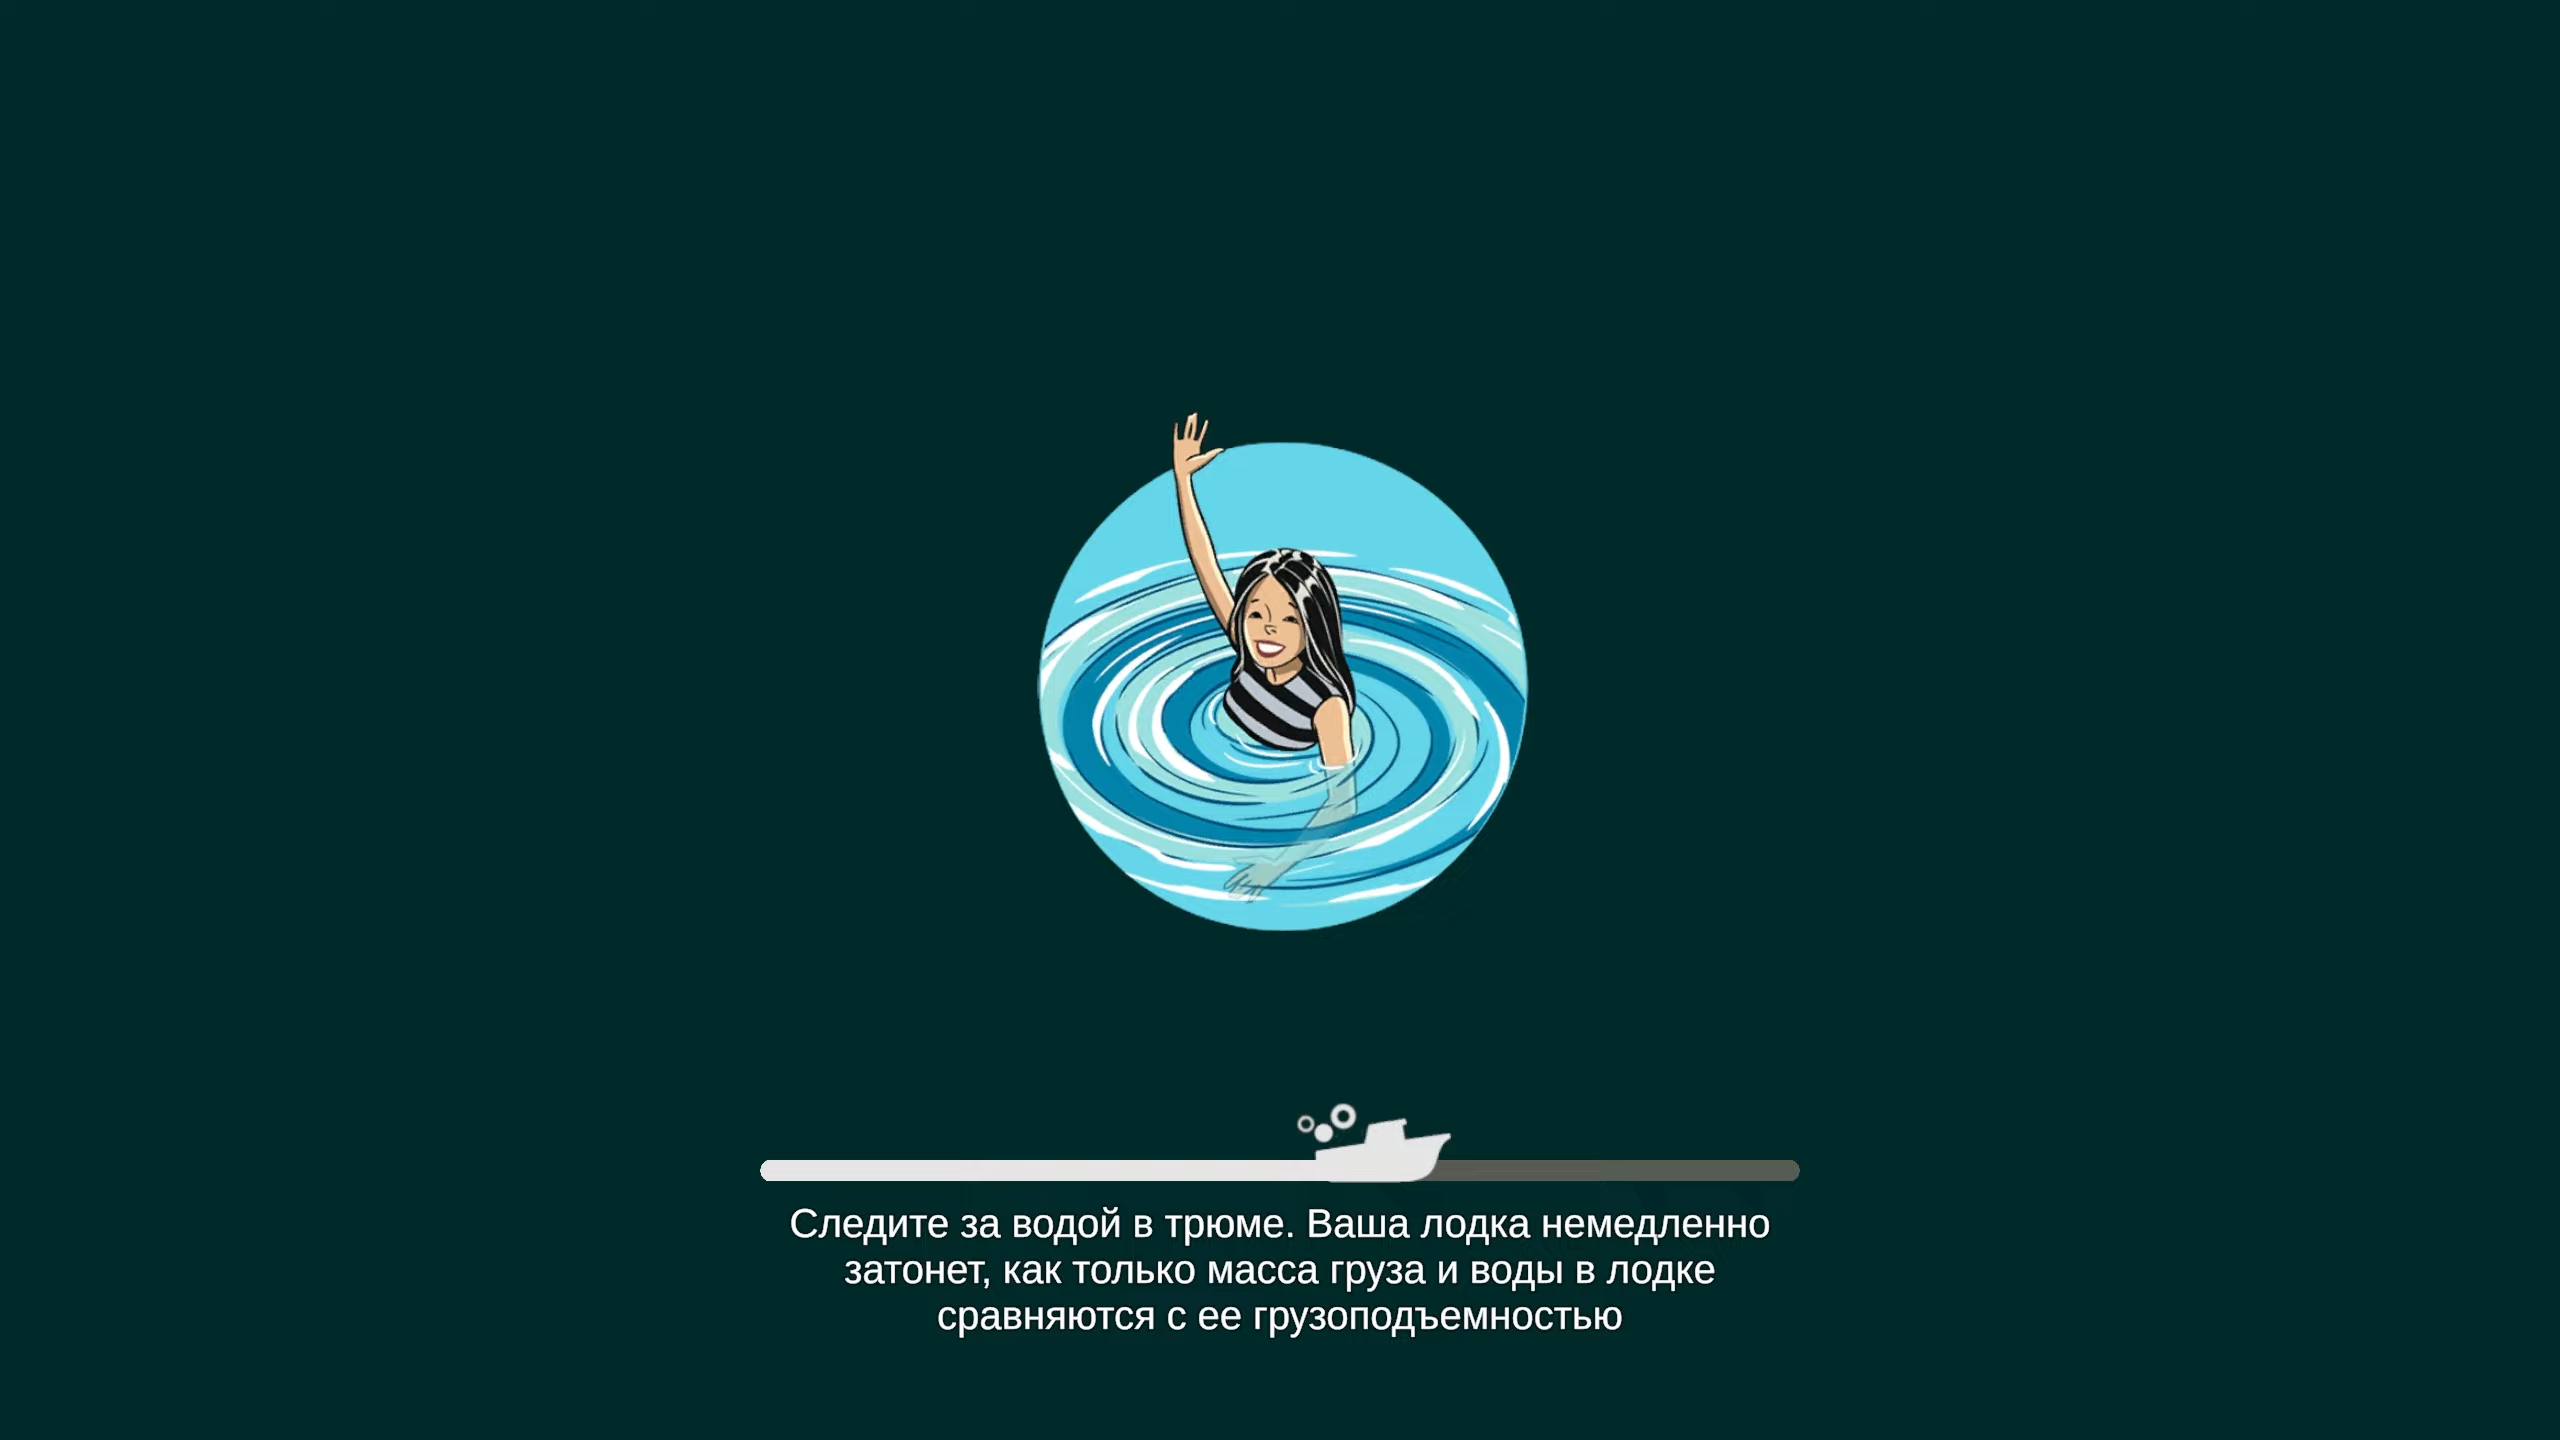 Следите за водой в трюме. Ваша лодка немедленно
затонет, как только масса груза и воды в лодке
сравняются с ее грузоподъемностью